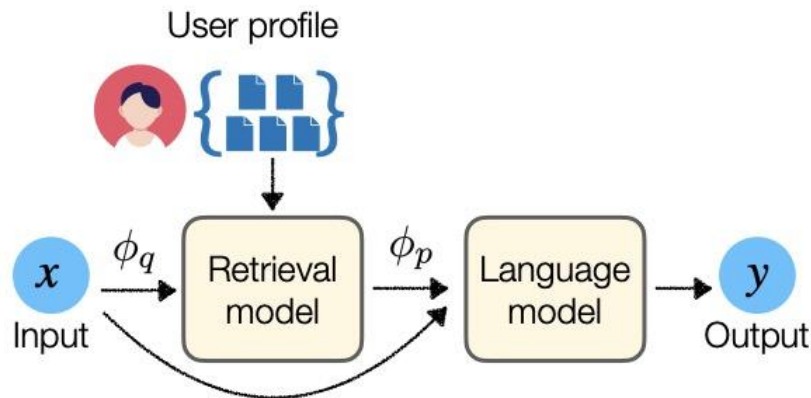 User profile
ϕq
ϕp
x
Retrieval
model
Language
model
y
Input
Output